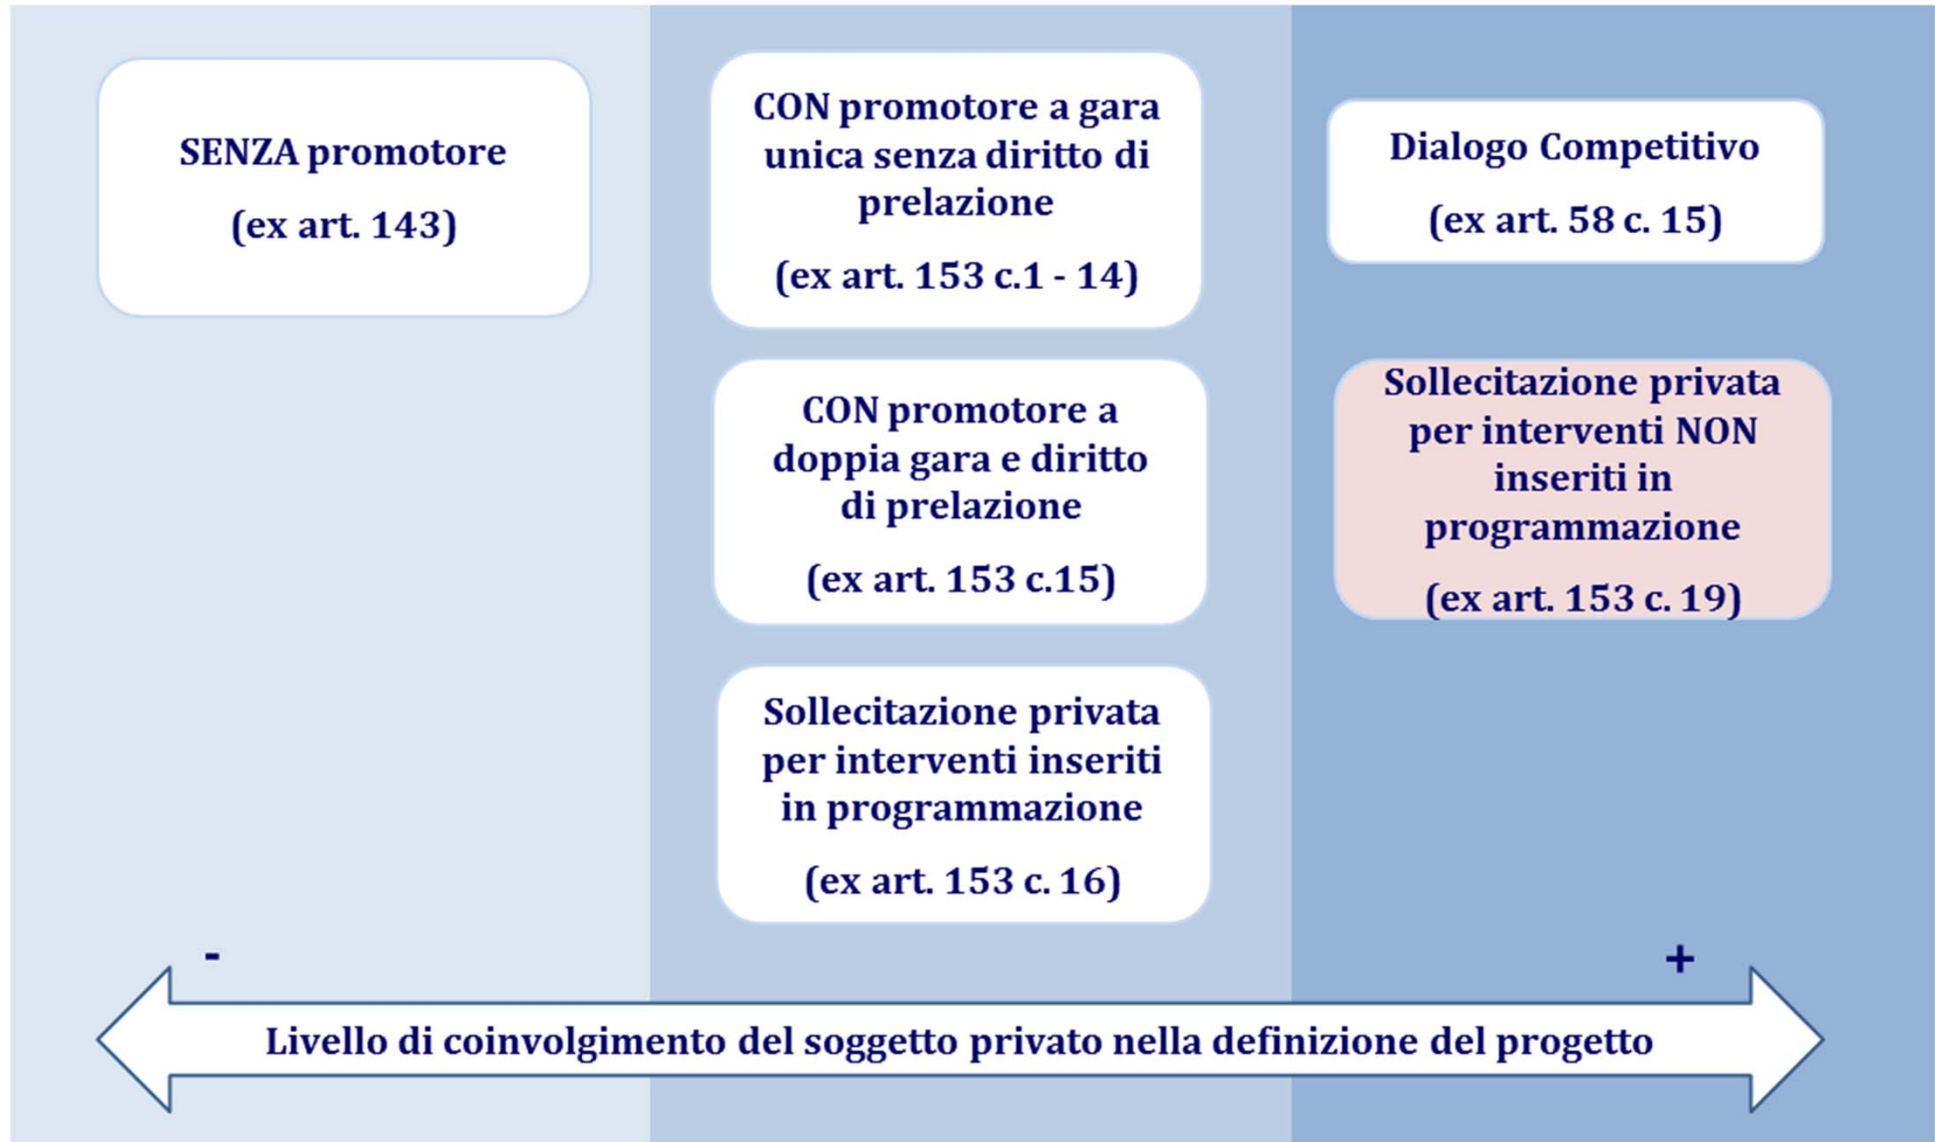 SENZA promotore
(ex art. 143)
CON promotore a gara
unica senza diritto di
prelazione
(ex art. 153 c.1 - 14)
CON promotore a
doppia gara e diritto
di prelazione
(ex art. 153 c.15)
Sollecitazione privata
per interventi inseriti
in programmazione
(ex art. 153 c. 16)
Dialogo Competitivo
(ex art. 58 c. 15)
Sollecitazione privata
per interventi NON
inseriti in
programmazione
(ex art. 153 c. 19)
-
+
Livello di coinvolgimento del soggetto privato nella definizione del progetto